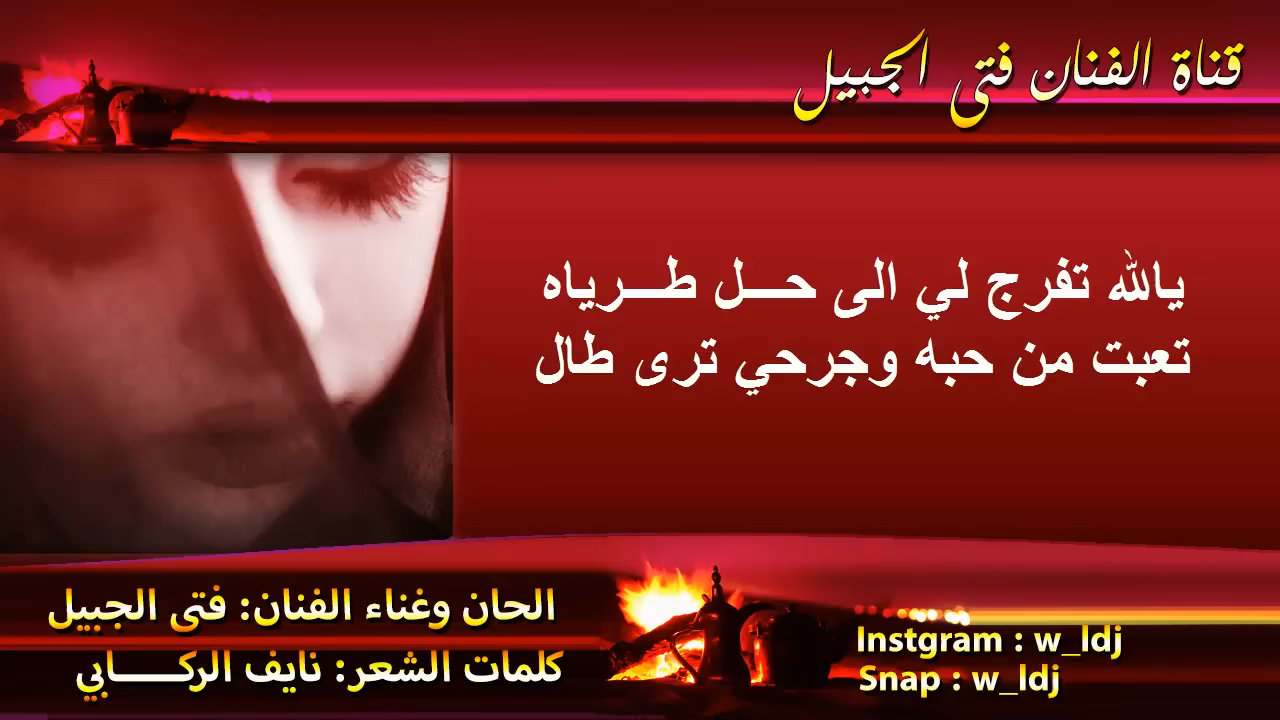 قناة الفنان فتى الجبيل
يالله تفرج لي الى حـــل طـــرياه
تعبت من حبه وجرحي ترى طال
الحان وغناء الفنان: فتى الجبيل
كلمات الشعر: نايف الركـــــابي
Instgram : w_ldj
Snap : w_ldj